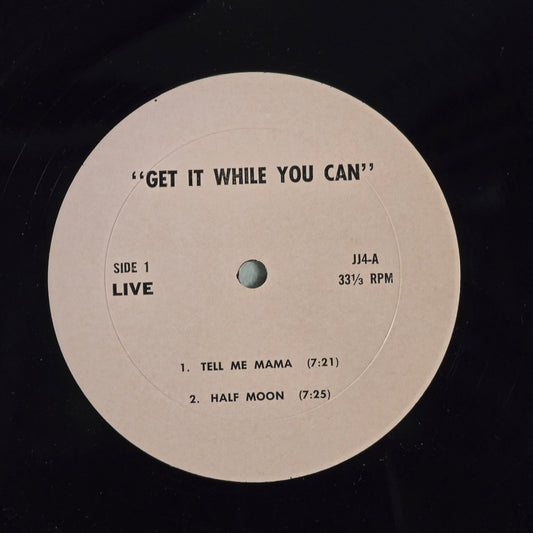 “GET IT WHILE YOU CAN”
SIDE 1
LIVE
JJ4-A
33⅓ RPM
1. TELL ME MAMA (7:21)
2. HALF MOON (7:25)